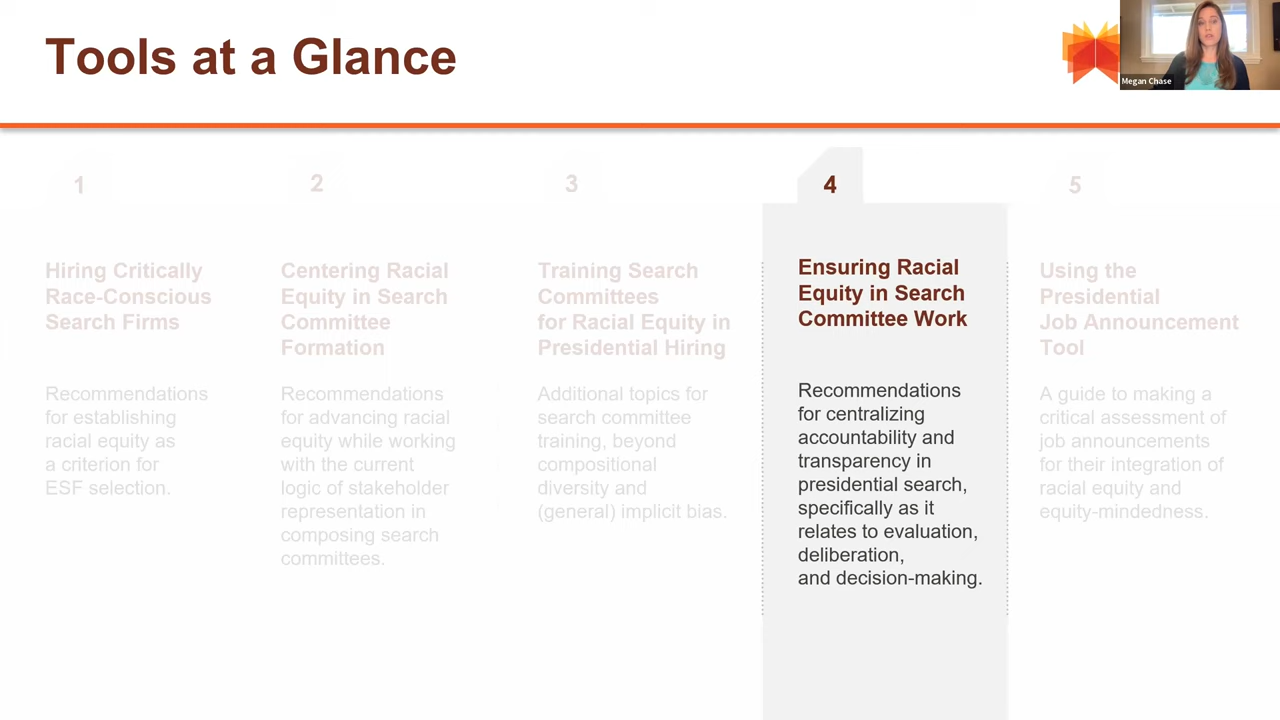 Tools at a Glance
Megan Chase
1
Hiring Critically
Race-Conscious
Search Firms
Recommendations
for establishing
racial equity as
a criterion for
ESF selection.
2
Centering Racial
Equity in Search
Committee
Formation
Recommendations
for advancing racial
equity while working
with the current
logic of stakeholder
representation in
composing search
committees.
3
Training Search
Committees
for Racial Equity in
Presidential Hiring
Additional topics for
search committee
training, beyond
compositional
diversity and
(general) implicit bias.
4
Ensuring Racial
Equity in Search
Committee Work
Recommendations
for centralizing
accountability and
transparency in
presidential search,
specifically as it
relates to evaluation,
deliberation,
and decision-making.
5
Using the
Presidential
Job Announcement
Tool
A guide to making a
critical assessment of
job announcements
for their integration of
racial equity and
equity-mindedness.